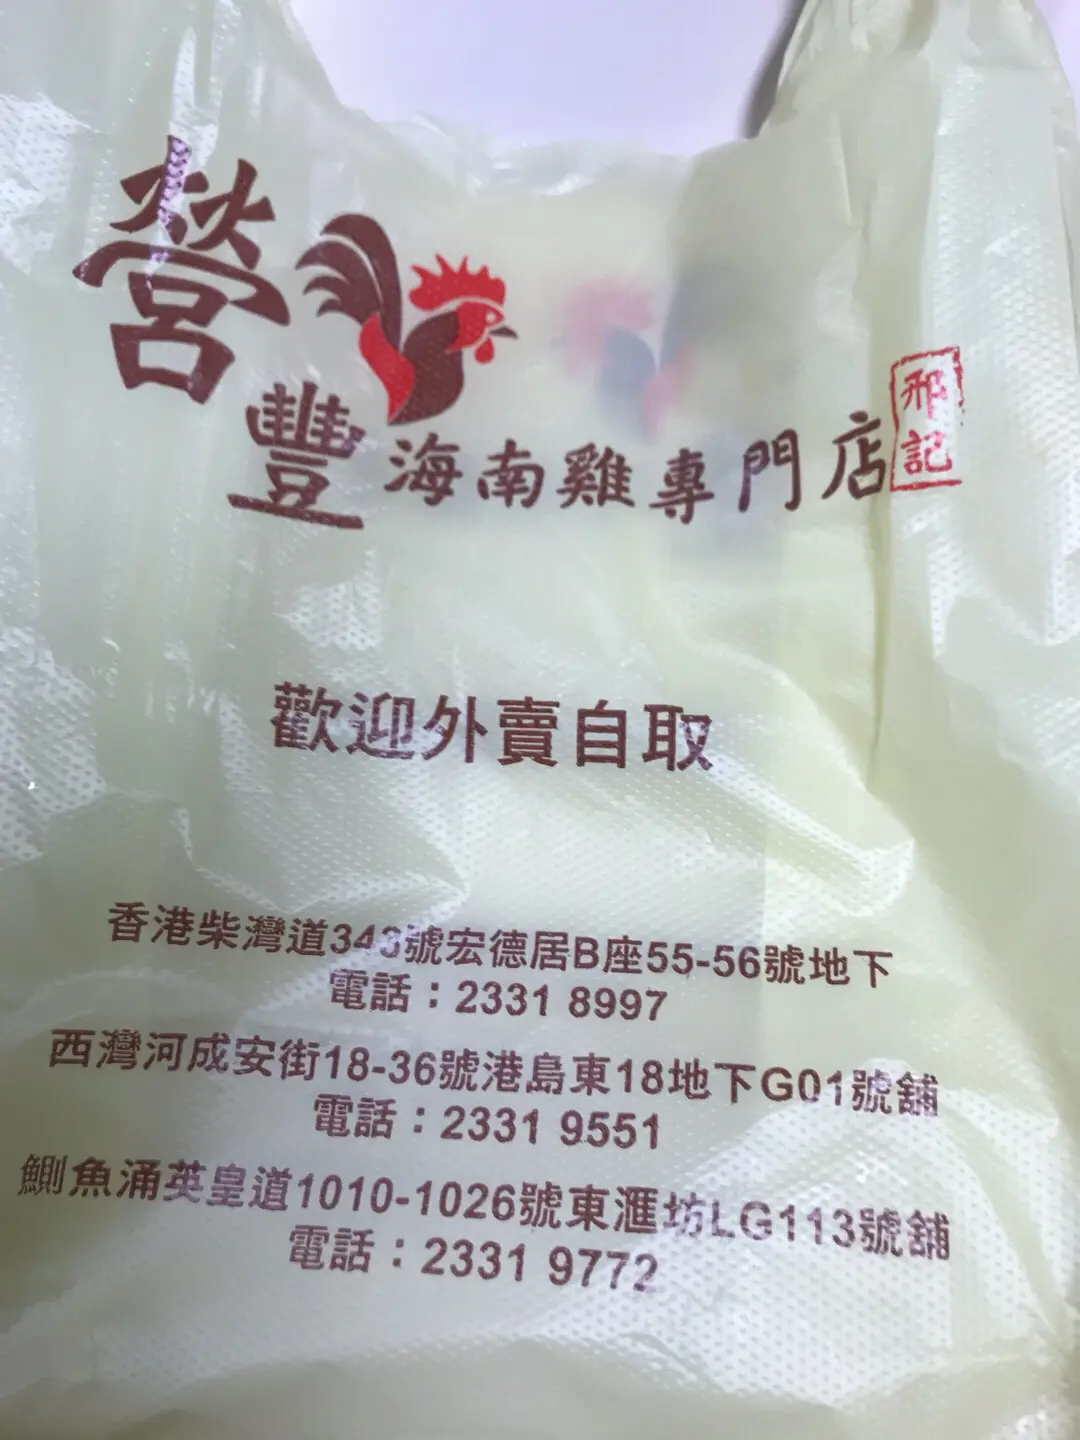 營豐海南雞專門店
邢記
歡迎外賣自取
香港柴灣道343號宏德居B座55-56號地下
電話：2331 8997
西灣河成安街18-36號港島東18地下G01號舖
電話：2331 9551
鰂魚涌英皇道1010-1026號東滙坊LG113號舖
電話：2331 9772